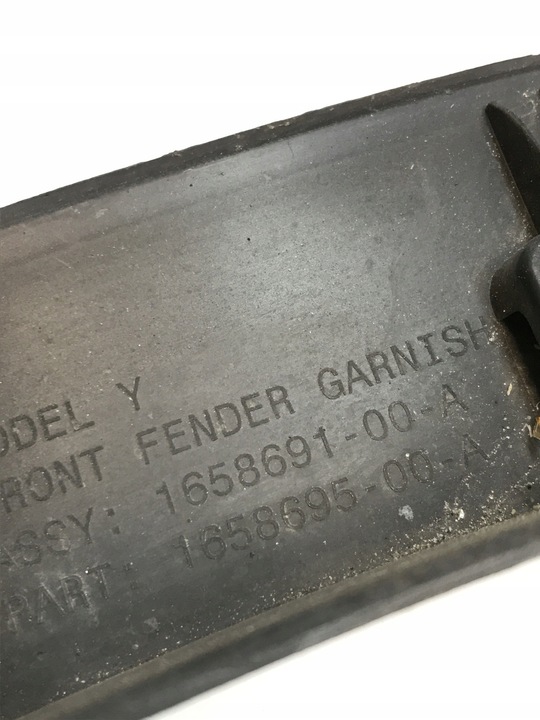 ODEL Y
RONT FENDER GARNISH
ASSY: 1658691-00-A
PART: 1658695-00-A